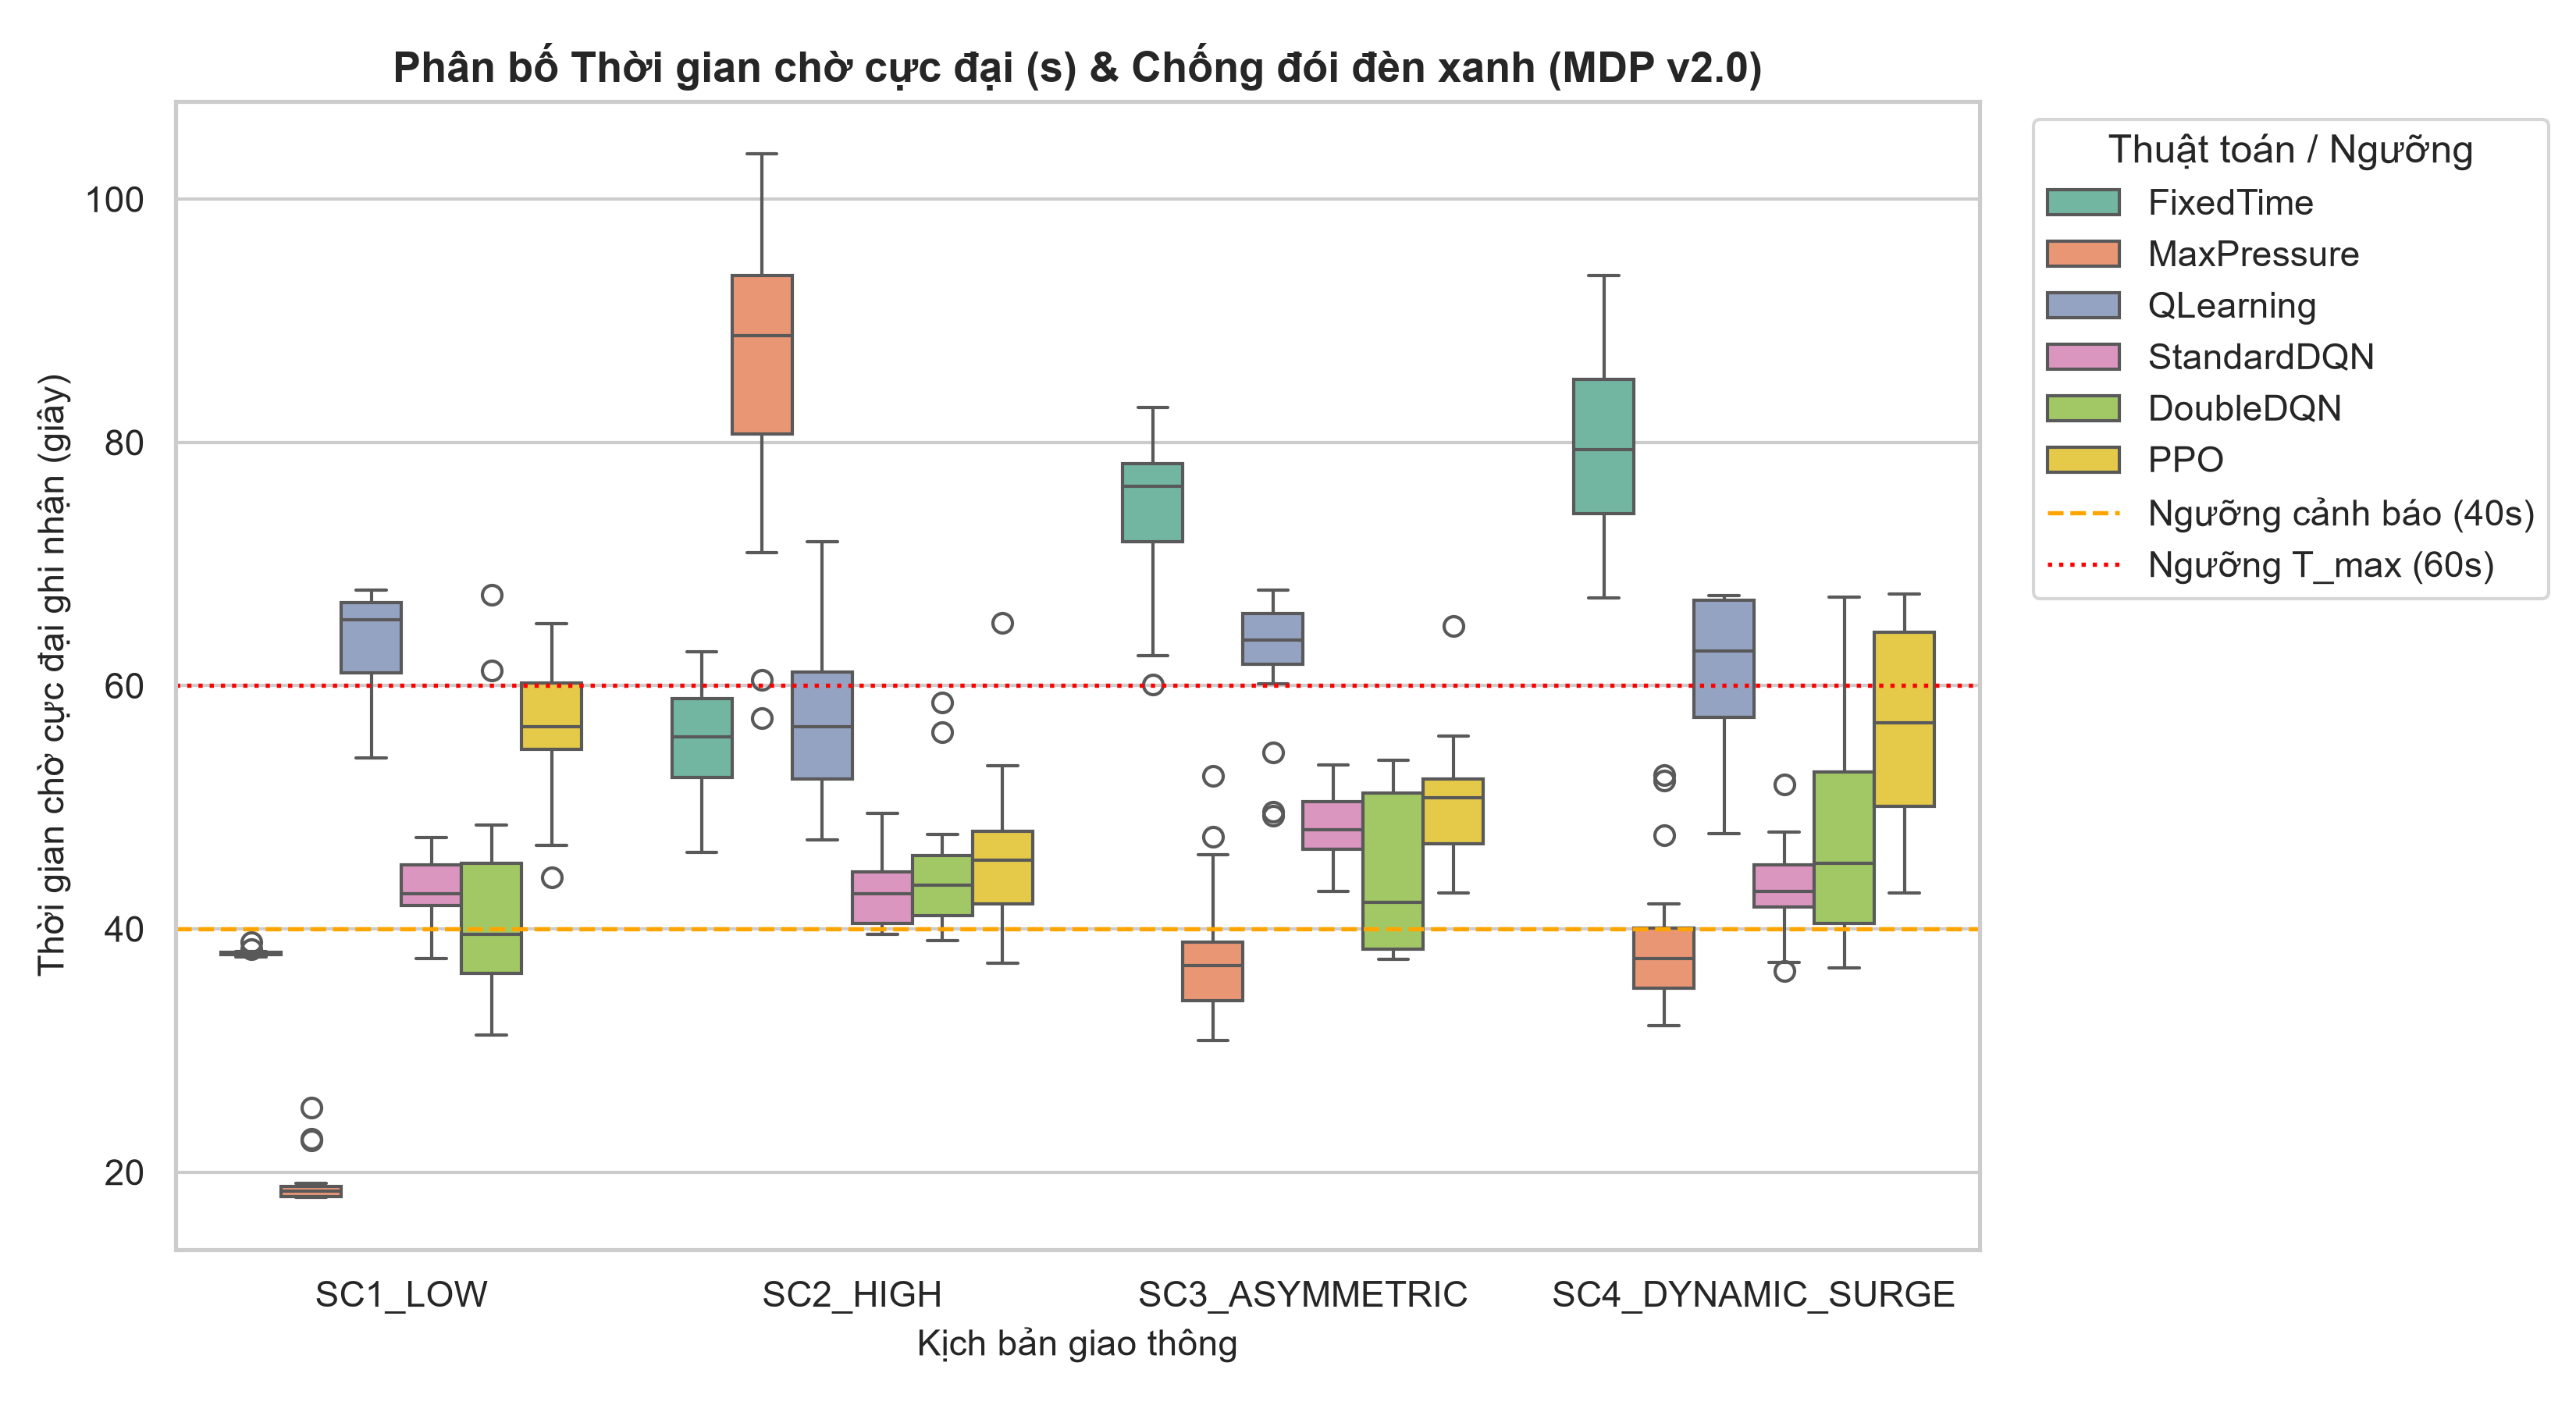 Phân bố Thời gian chờ cực đại (s) & Chống đói đèn xanh (MDP v2.0)
Thời gian chờ cực đại ghi nhận (giây)
100
80
60
40
20
SC1_LOW
SC2_HIGH
SC3_ASYMMETRIC
SC4_DYNAMIC_SURGE
Kịch bản giao thông
Thuật toán / Ngưỡng
FixedTime
MaxPressure
QLearning
StandardDQN
DoubleDQN
PPO
Ngưỡng cảnh báo (40s)
Ngưỡng T_max (60s)